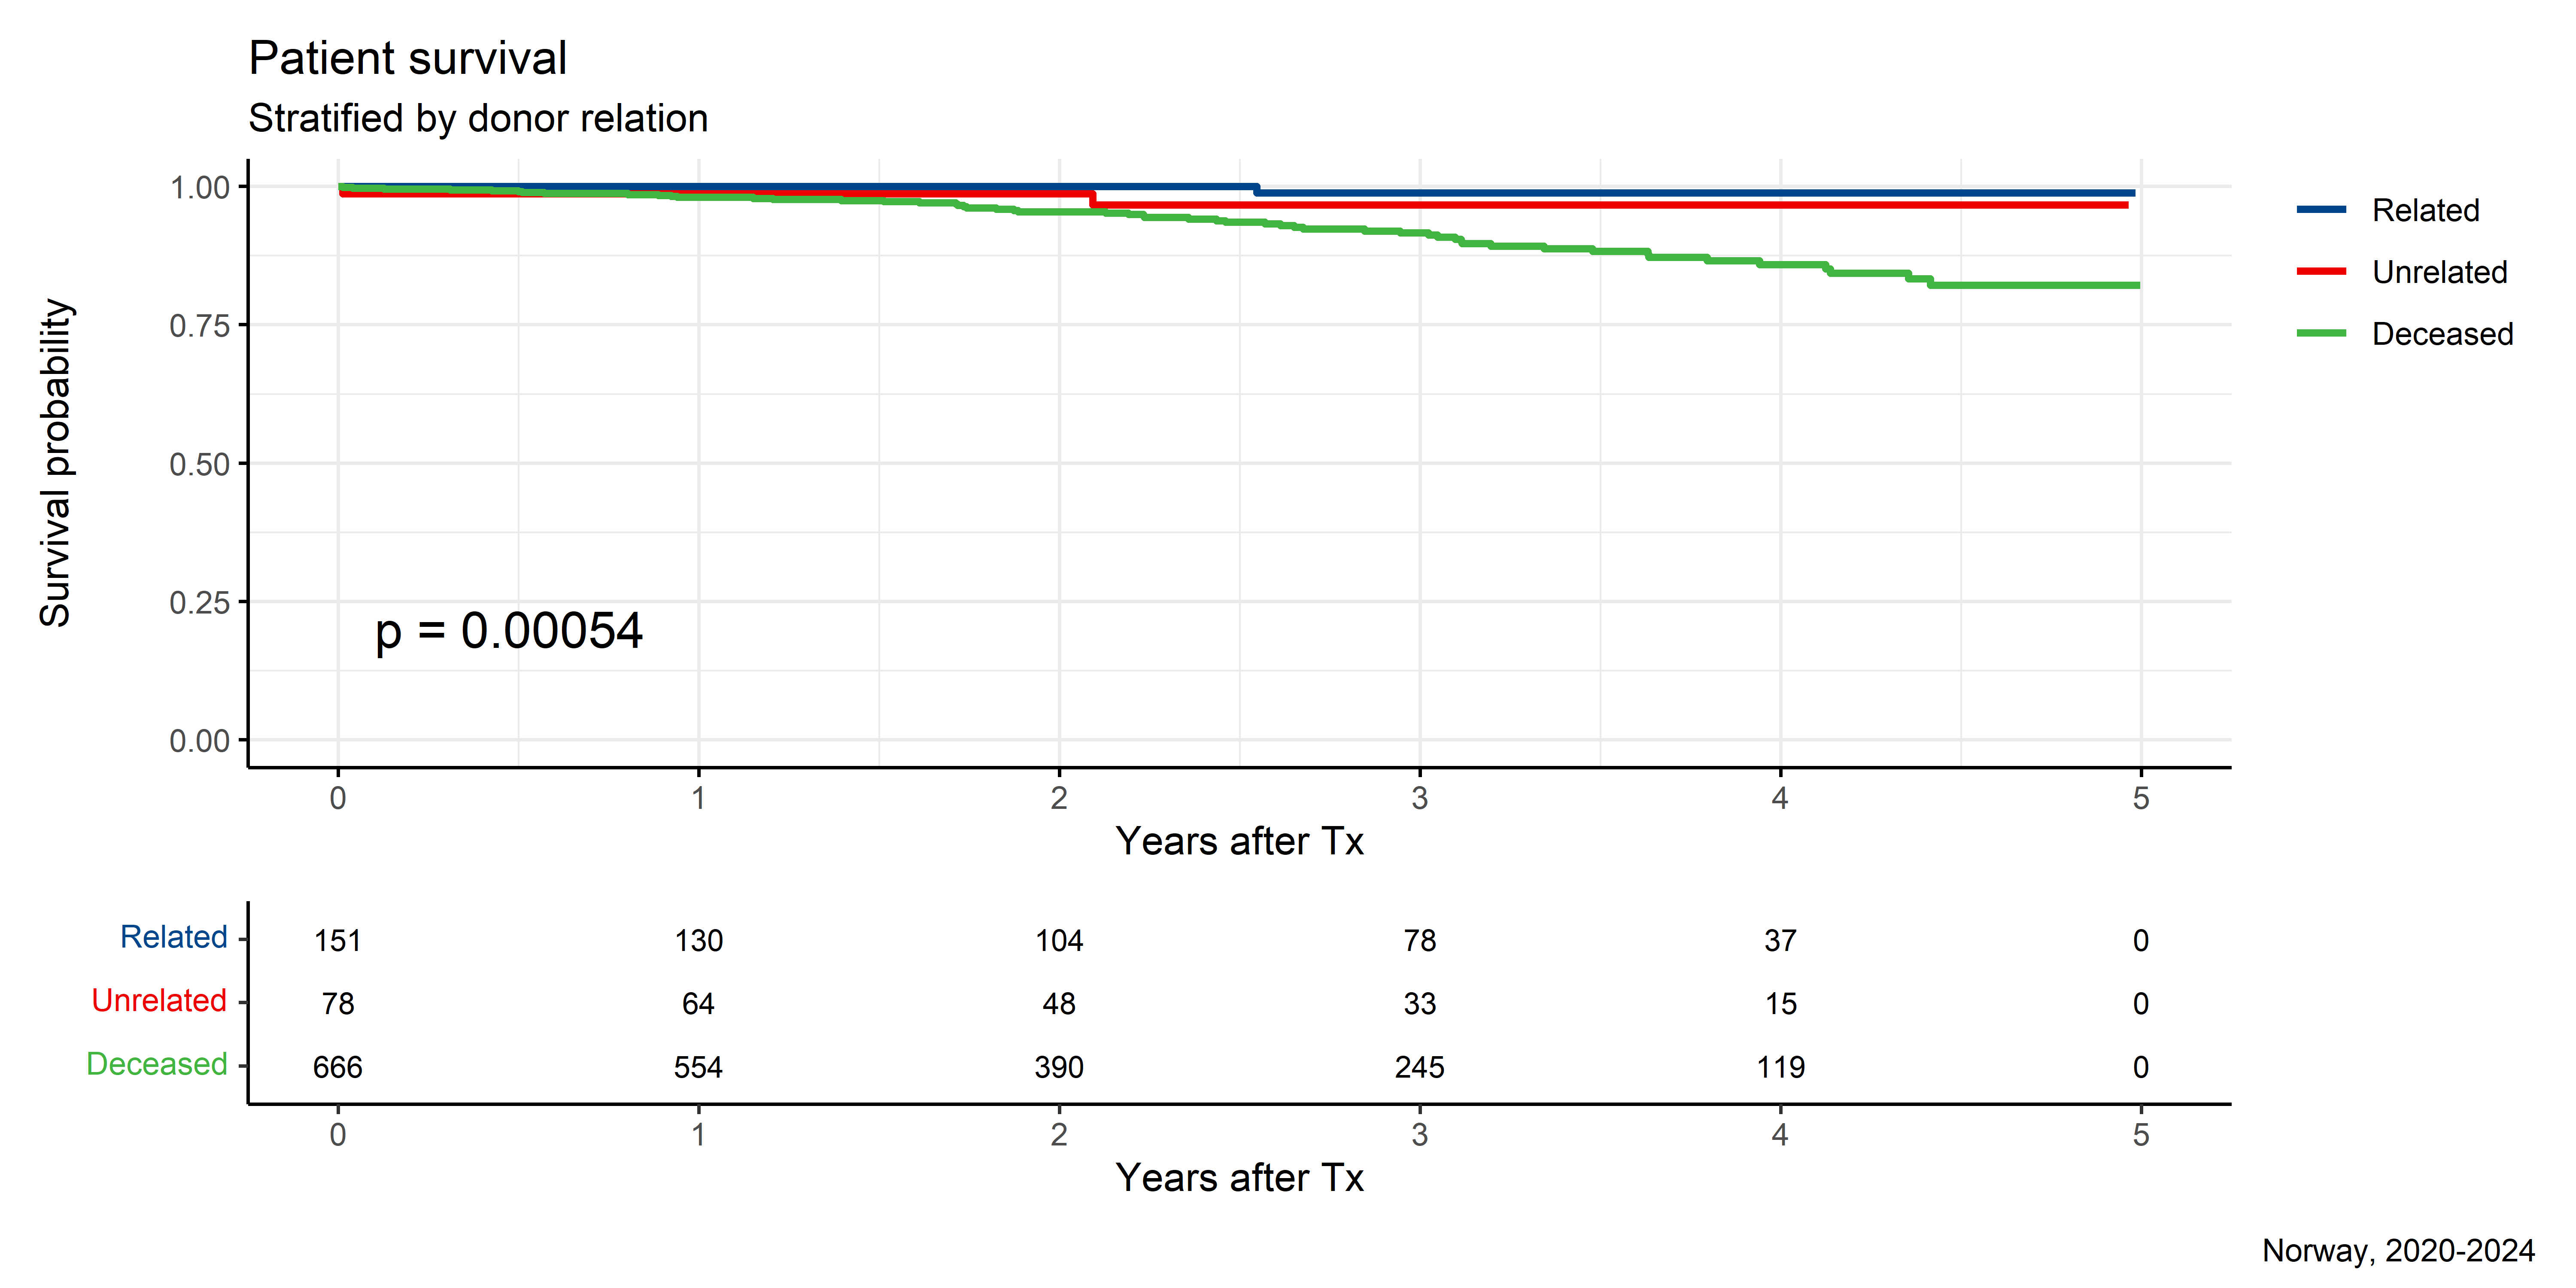 Patient survival
Stratified by donor relation
Survival probability
1.00
0.75
0.50
0.25
0.00
p = 0.00054
0 1 2 3 4 5
Years after Tx
Related
Unrelated
Deceased
Related 151 130 104 78 37 0
Unrelated 78 64 48 33 15 0
Deceased 666 554 390 245 119 0
0 1 2 3 4 5
Years after Tx
Norway, 2020-2024